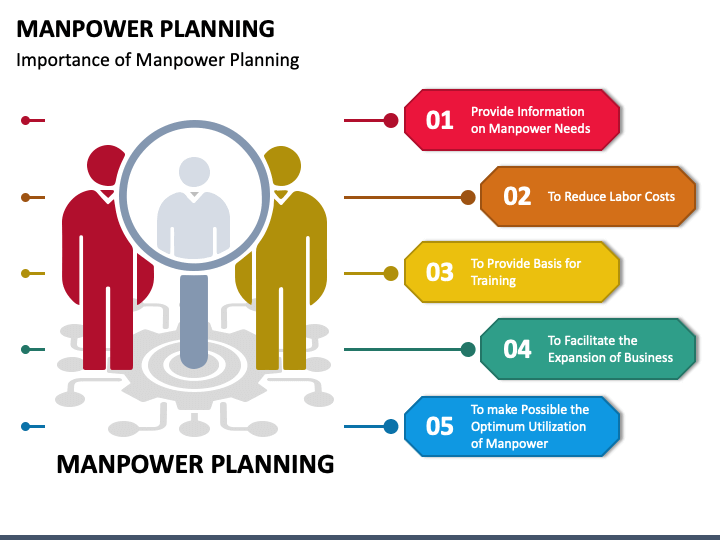 MANPOWER PLANNING
Importance of Manpower Planning
01
Provide Information
on Manpower Needs
02
To Reduce Labor Costs
03
To Provide Basis for
Training
04
To Facilitate the
Expansion of Business
05
To make Possible the
Optimum Utilization
of Manpower
MANPOWER PLANNING